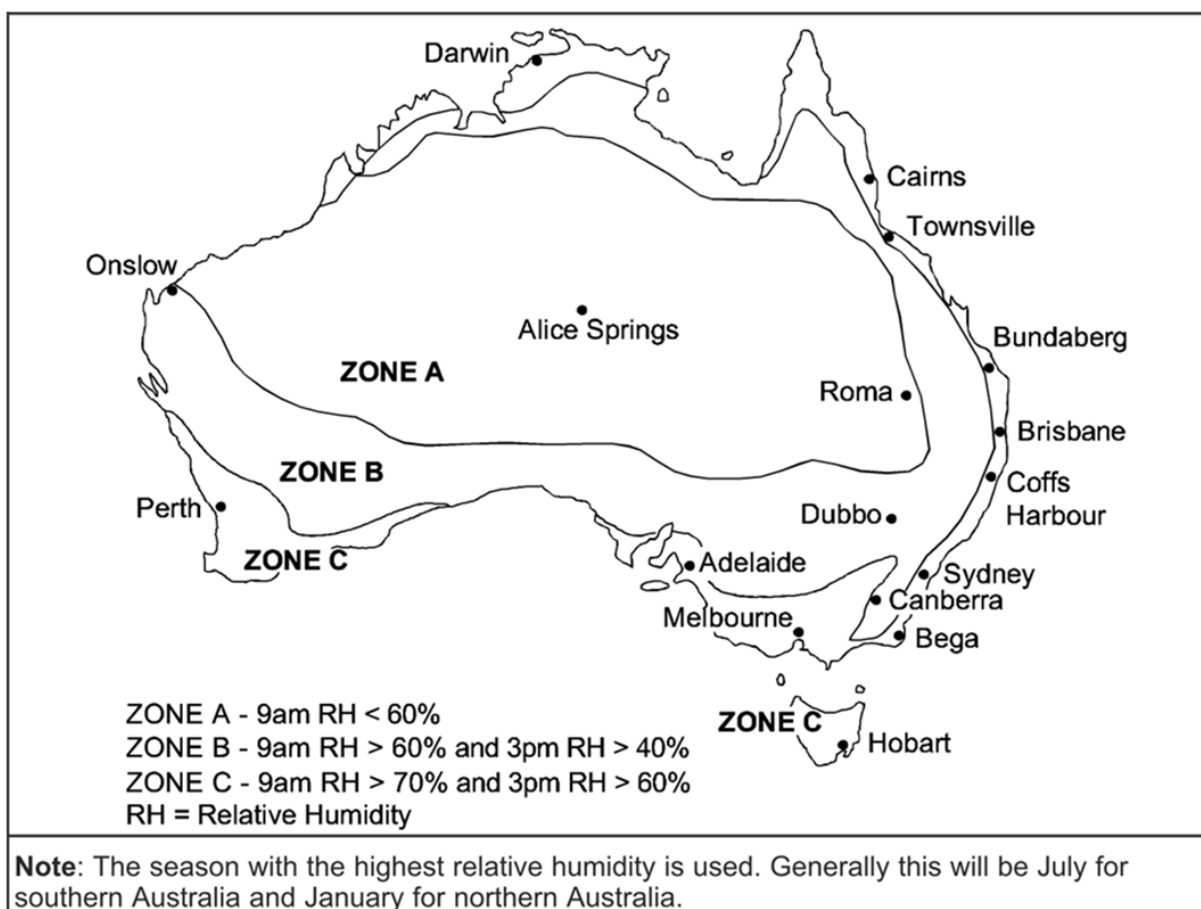 Darwin
Cairns
Townsville
Onslow
Alice Springs
Bundaberg
ZONE A
Roma
Brisbane
ZONE B
Coffs
Harbour
Perth
Dubbo
ZONE C
Adelaide
Sydney
Canberra
Melbourne
Bega
ZONE A - 9am RH < 60%
ZONE B - 9am RH > 60% and 3pm RH > 40%
ZONE C - 9am RH > 70% and 3pm RH > 60%
RH = Relative Humidity
ZONE C
Hobart
Note: The season with the highest relative humidity is used. Generally this will be July for
southern Australia and January for northern Australia.